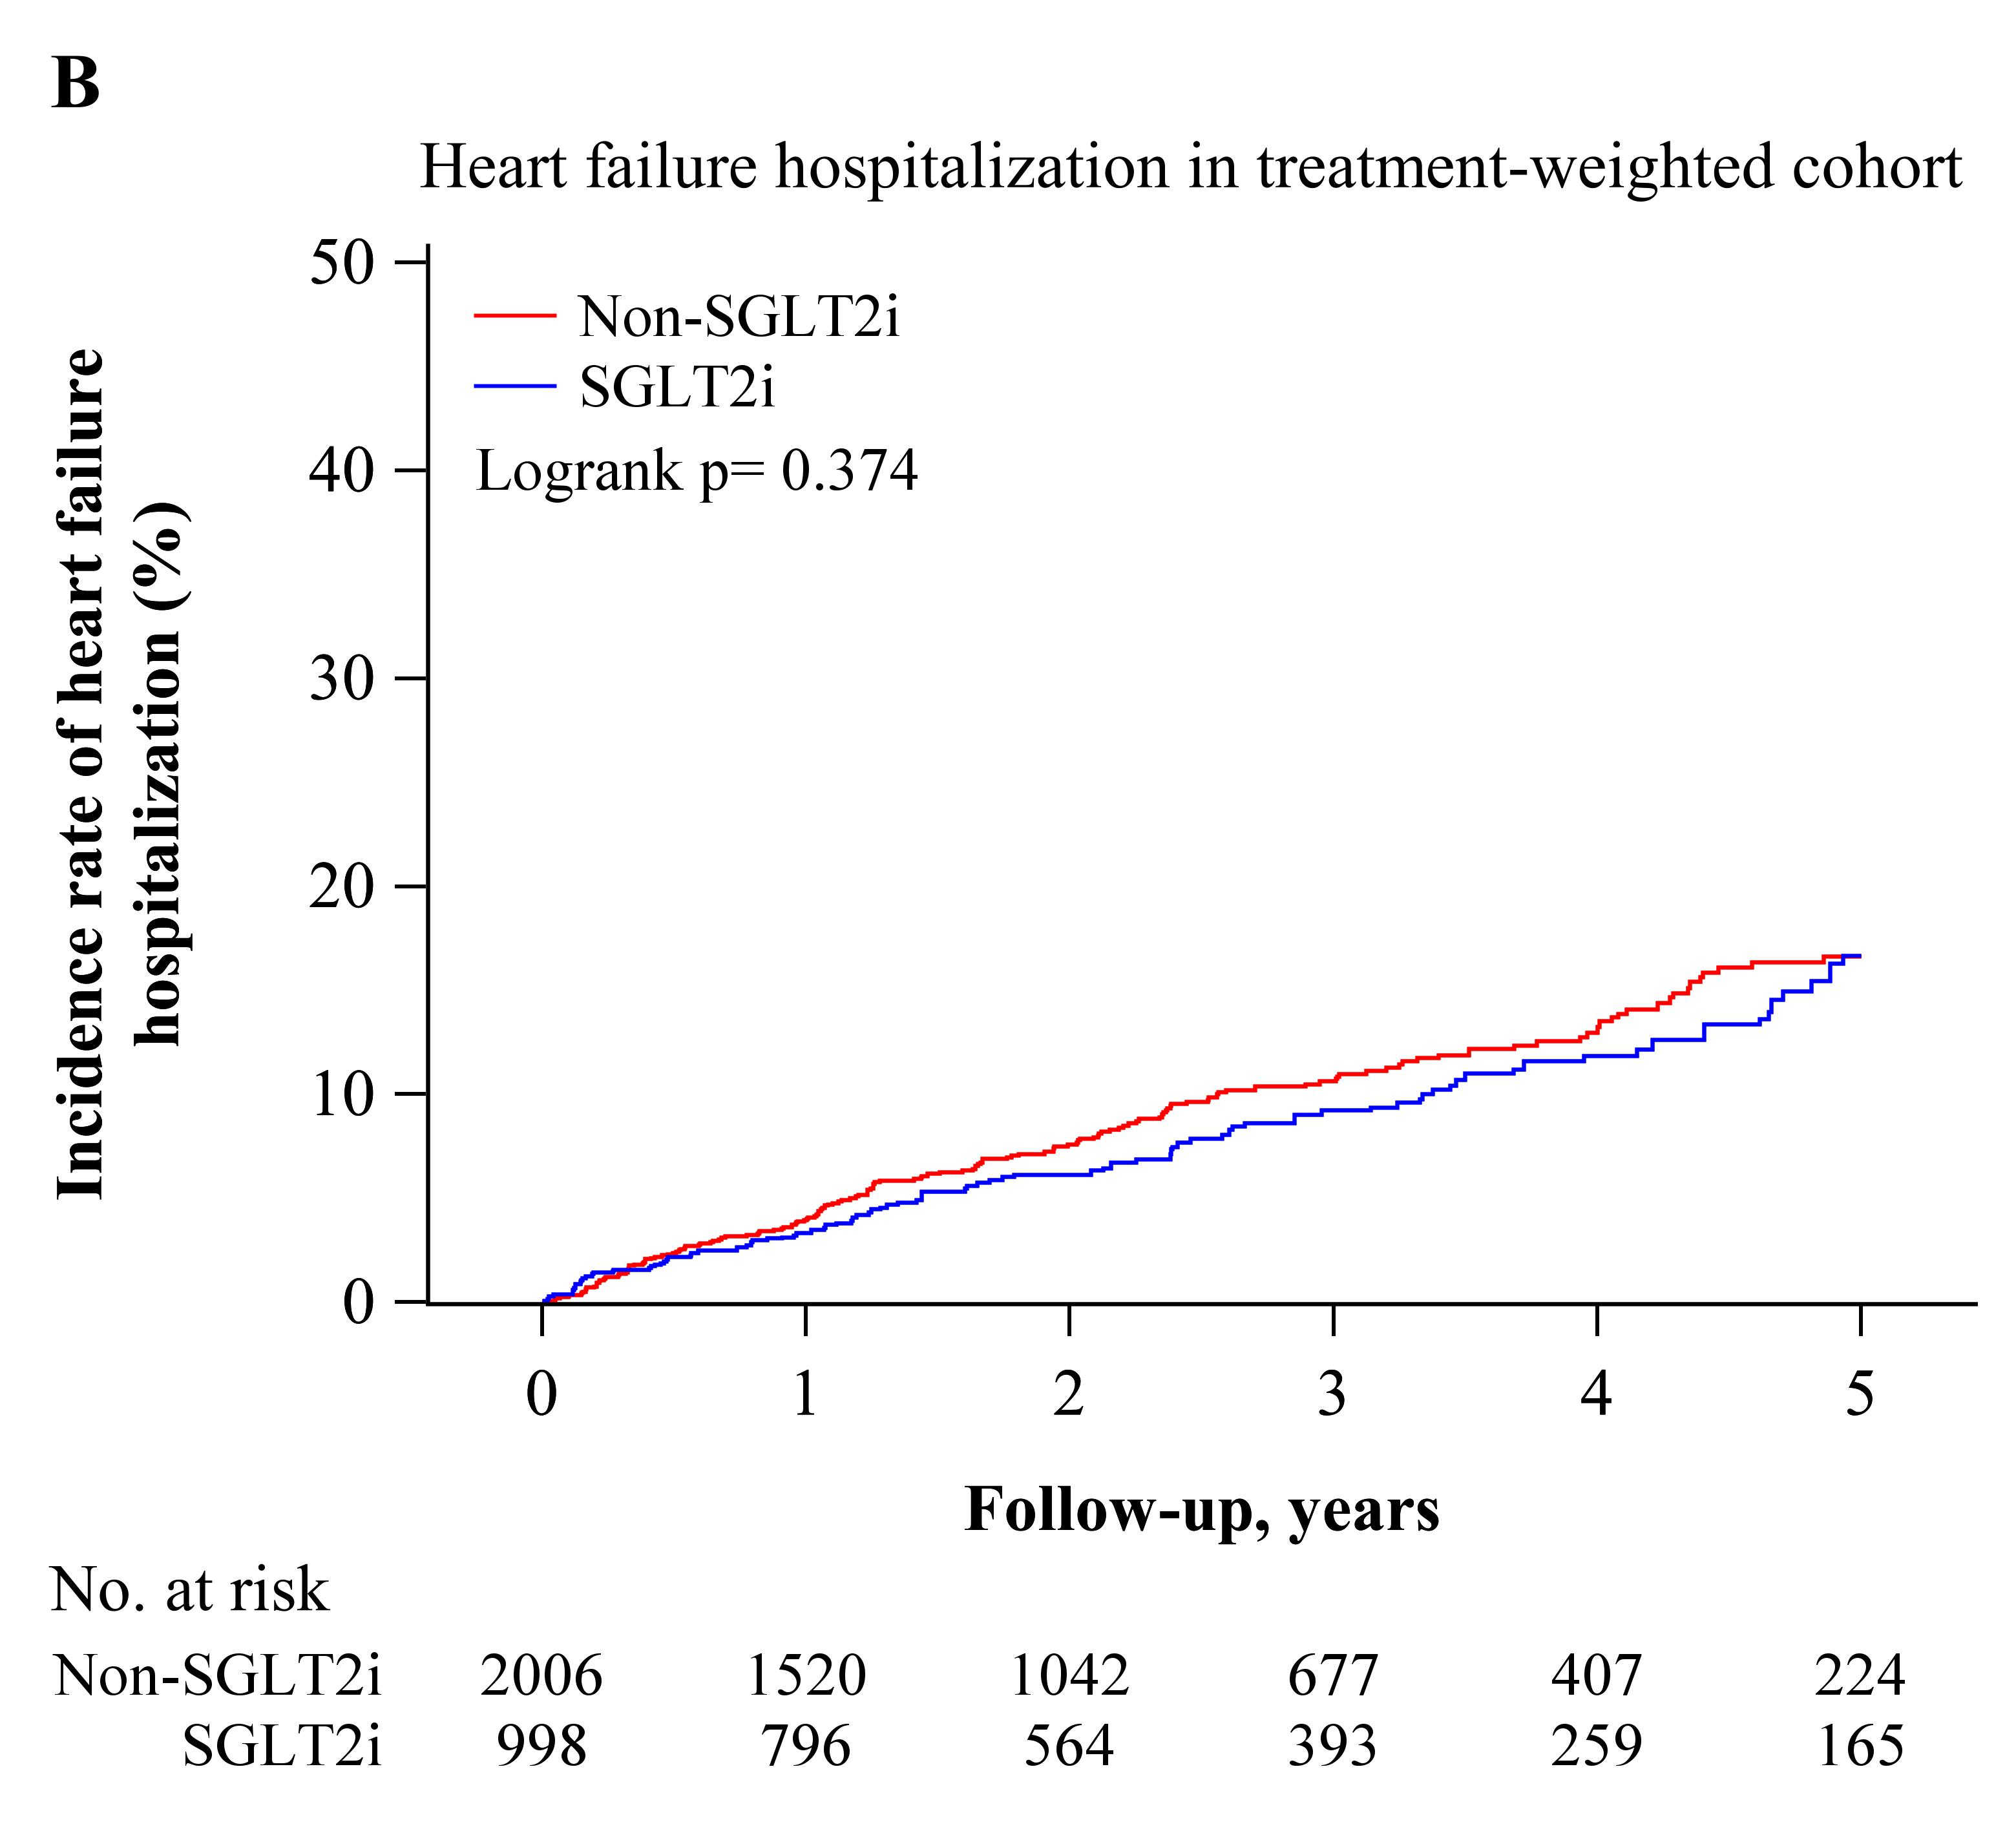 B
Heart failure hospitalization in treatment-weighted cohort
Incidence rate of heart failure
hospitalization (%)
50
40
30
20
10
0
Non-SGLT2i
SGLT2i
Logrank p= 0.374
0 1 2 3 4 5
Follow-up, years
No. at risk
Non-SGLT2i 2006 1520 1042 677 407 224
SGLT2i 998 796 564 393 259 165